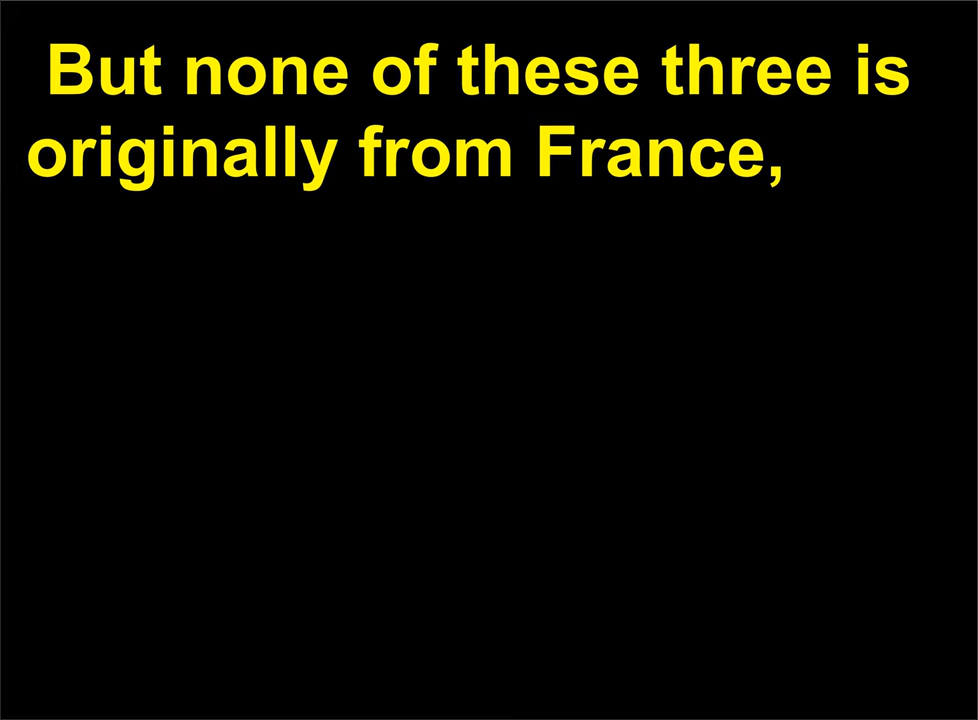 But none of these three is
originally from France,